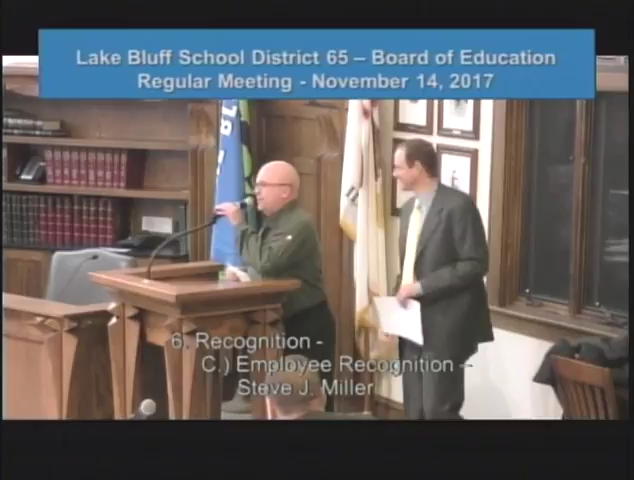 Lake Bluff School District 65 – Board of Education
Regular Meeting - November 14, 2017
6. Recognition -
C.) Employee Recognition –
Steve J. Miller